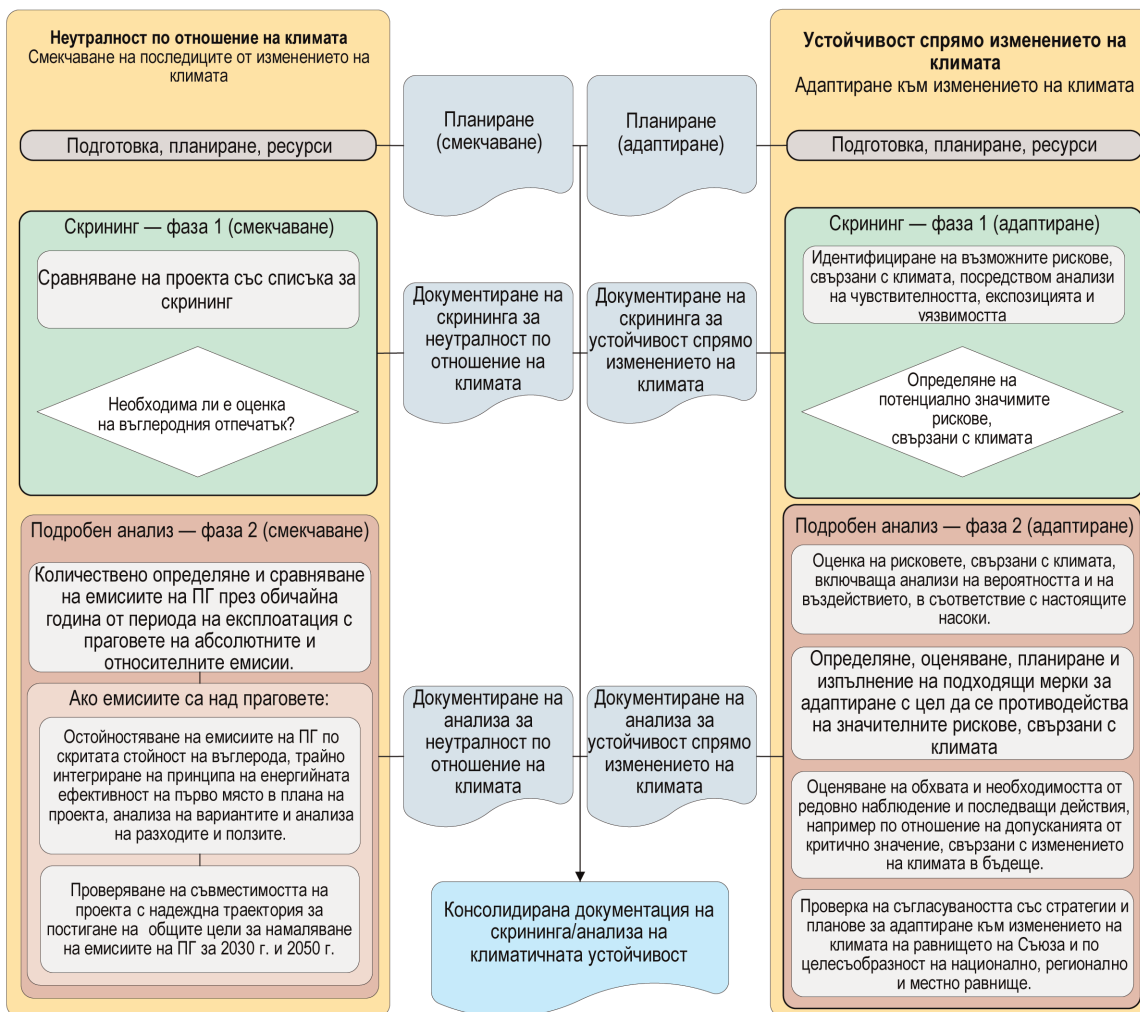 Неутралност по отношение на климата
Смекчаване на последиците от изменението на
климата
Подготовка, планиране, ресурси
Скрининг — фаза 1 (смекчаване)
Сравняване на проекта със списъка за
скрининг
Необходима ли е оценка
на въглеродния отпечатък?
Подробен анализ — фаза 2 (смекчаване)
Количествено определяне и сравняване
на емисиите на ПГ през обичайна
година от периода на експлоатация с
праговете на абсолютните и
относителните емисии.
Ако емисиите са над праговете:
Остойностяване на емисиите на ПГ по
скритата стойност на въглерода, трайно
интегриране на принципа на енергийната
ефективност на първо място в плана на
проекта, анализа на вариантите и анализа
на разходите и ползите.
Проверяване на съвместимостта на
проекта с надеждна траектория за
постигане на общите цели за намаляване
на емисиите на ПГ за 2030 г. и 2050 г.
Планиране
(смекчаване)
Планиране
(адаптиране)
Документиране на
скрининга за
неутралност по
отношение на
климата
Документиране на
скрининга за
устойчивост спрямо
изменението на
климата
Документиране на
анализа за
неутралност по
отношение на
климата
Документиране на
анализа за
устойчивост спрямо
изменението на
климата
Консолидирана документация на
скрининга/анализа на
климатичната устойчивост
Устойчивост спрямо изменението на
климата
Адаптиране към изменението на климата
Подготовка, планиране, ресурси
Скрининг — фаза 1 (адаптиране)
Идентифициране на възможните рискове,
свързани с климата, посредством анализи
на чувствителността, експозицията и
уязвимостта
Определяне на
потенциално значимите
рискове,
свързани с климата
Подробен анализ — фаза 2 (адаптиране)
Оценка на рисковете, свързани с климата,
включваща анализи на вероятността и на
въздействието, в съответствие с настоящите
насоки.
Определяне, оценяване, планиране и
изпълнение на подходящи мерки за
адаптиране с цел да се противодейства
на значителните рискове, свързани с
климата
Оценяване на обхвата и необходимостта от
редовно наблюдение и последващи действия,
например по отношение на допусканията от
критично значение, свързани с изменението
на климата в бъдеще.
Проверка на съгласуваността със стратегии и
планове за адаптиране към изменението на
климата на равнището на Съюза и по
целесъобразност на национално, регионално
и местно равнище.